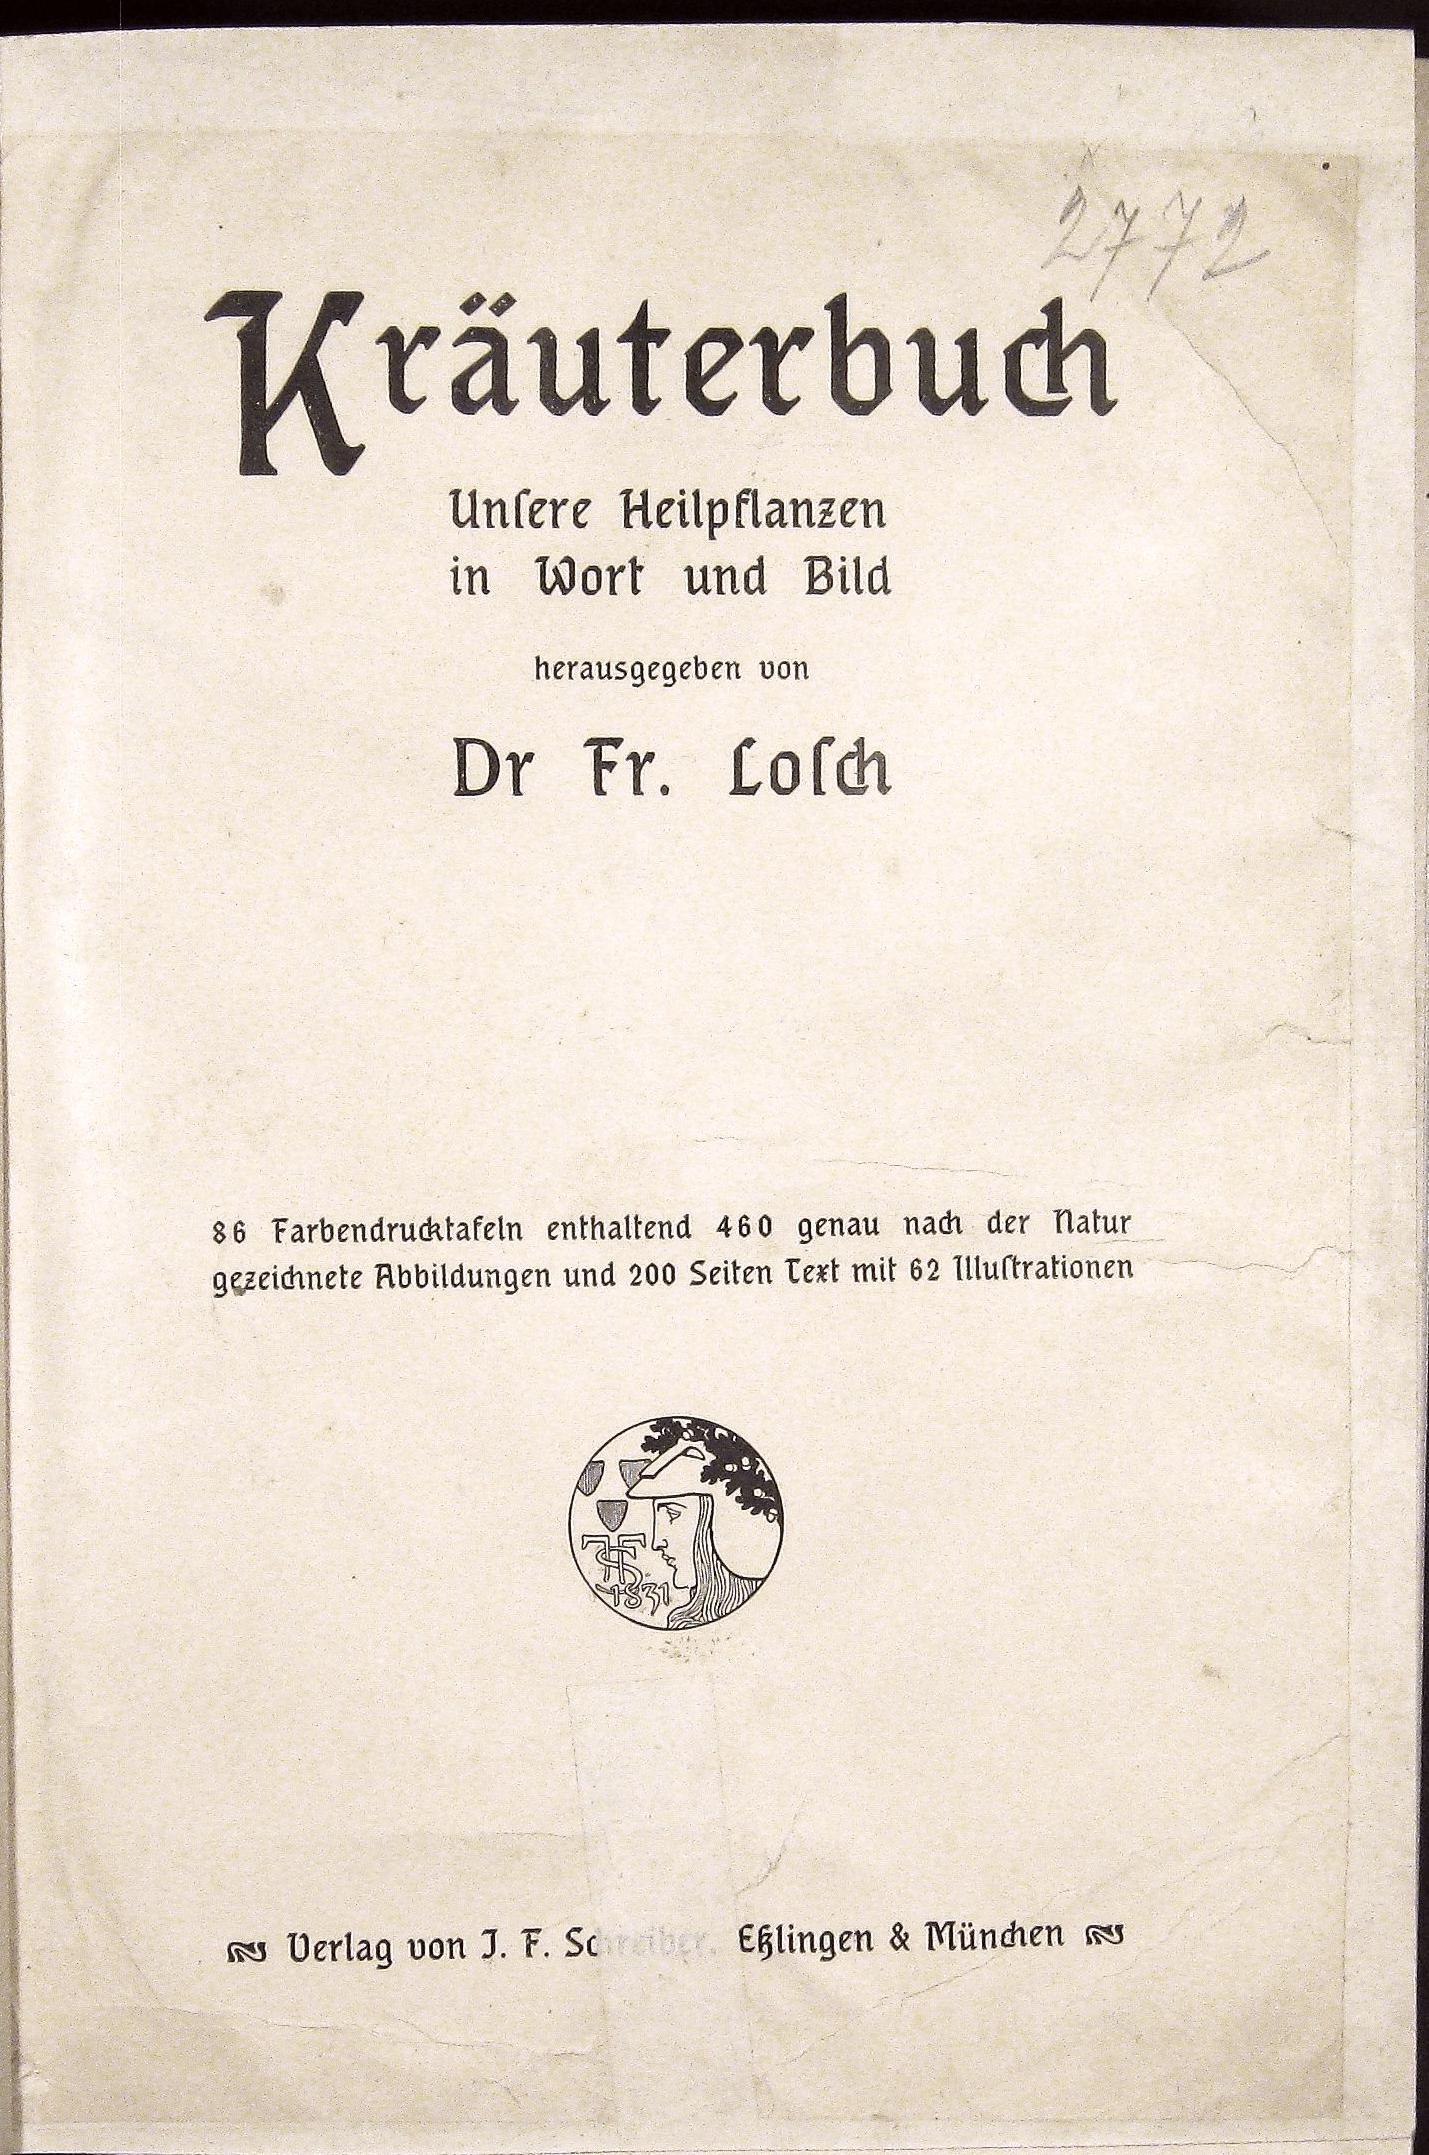 2772
Kräuterbuch
Unſere Heilpflanzen
in Wort und Bild
herausgegeben von
Dr Fr. Loſch
86 Farbendrucktafeln enthaltend 460 genau nach der Natur
gezeichnete Abbildungen und 200 Seiten Text mit 62 Illuſtrationen
JFS
1831
Verlag von J. F. Schreiber. Eßlingen & München